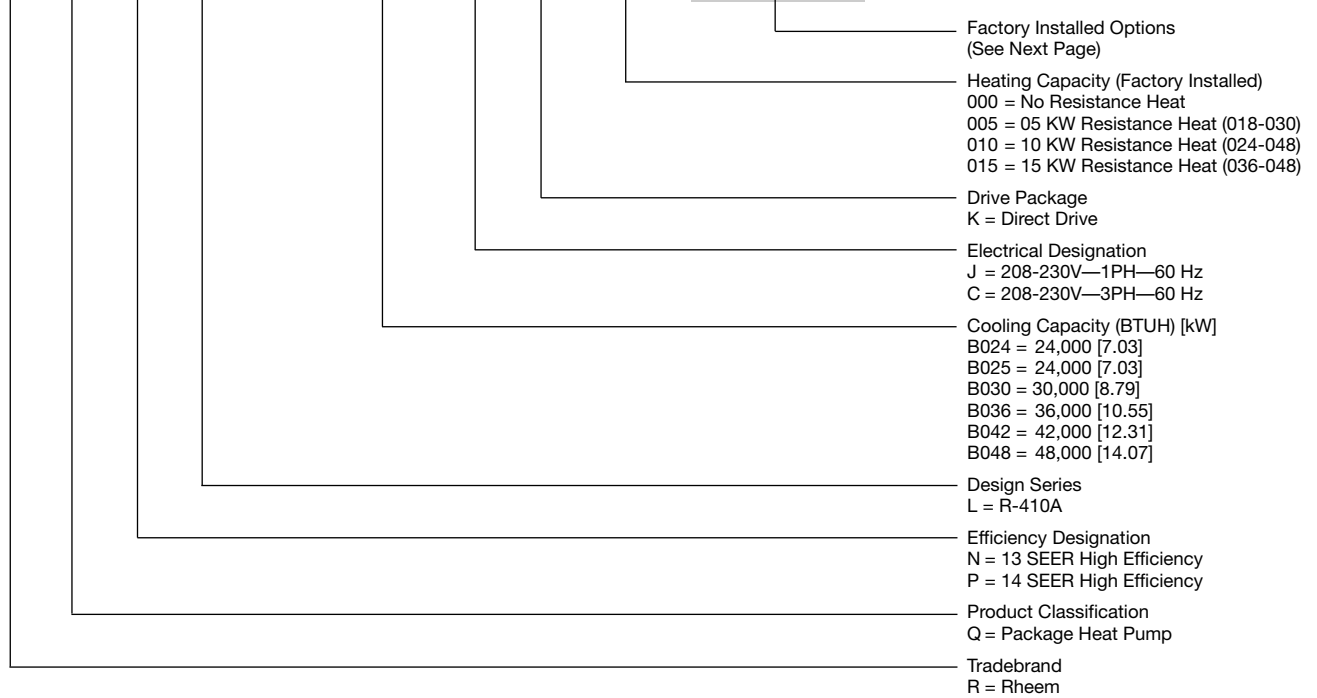 Factory Installed Options
(See Next Page)
Heating Capacity (Factory Installed)
000 = No Resistance Heat
005 = 05 KW Resistance Heat (018-030)
010 = 10 KW Resistance Heat (024-048)
015 = 15 KW Resistance Heat (036-048)
Drive Package
K = Direct Drive
Electrical Designation
J = 208-230V—1PH—60 Hz
C = 208-230V—3PH—60 Hz
Cooling Capacity (BTUH) [kW]
B024 = 24,000 [7.03]
B025 = 24,000 [7.03]
B030 = 30,000 [8.79]
B036 = 36,000 [10.55]
B042 = 42,000 [12.31]
B048 = 48,000 [14.07]
Design Series
L = R-410A
Efficiency Designation
N = 13 SEER High Efficiency
P = 14 SEER High Efficiency
Product Classification
Q = Package Heat Pump
Tradebrand
R = Rheem